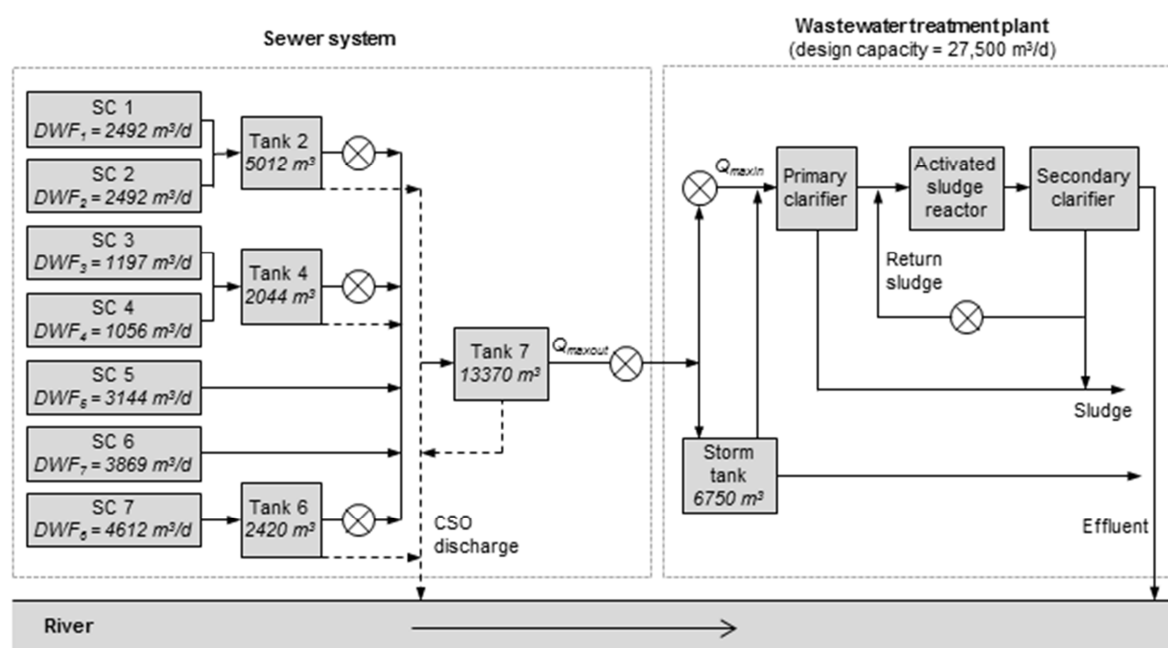 Sewer system
Wastewater treatment plant
(design capacity = 27,500 m³/d)
SC 1
DWF₁ = 2492 m³/d
SC 2
DWF₂ = 2492 m³/d
Tank 2
5012 m³
SC 3
DWF₃ = 1197 m³/d
SC 4
DWF₄ = 1056 m³/d
Tank 4
2044 m³
SC 5
DWF₅ = 3144 m³/d
SC 6
DWF₇ = 3869 m³/d
SC 7
DWF₆ = 4612 m³/d
Tank 6
2420 m³
CSO
discharge
Tank 7
13370 m³
Qmaxout
Qmaxin
Primary
clarifier
Activated
sludge
reactor
Secondary
clarifier
Return
sludge
Sludge
Storm
tank
6750 m³
Effluent
River